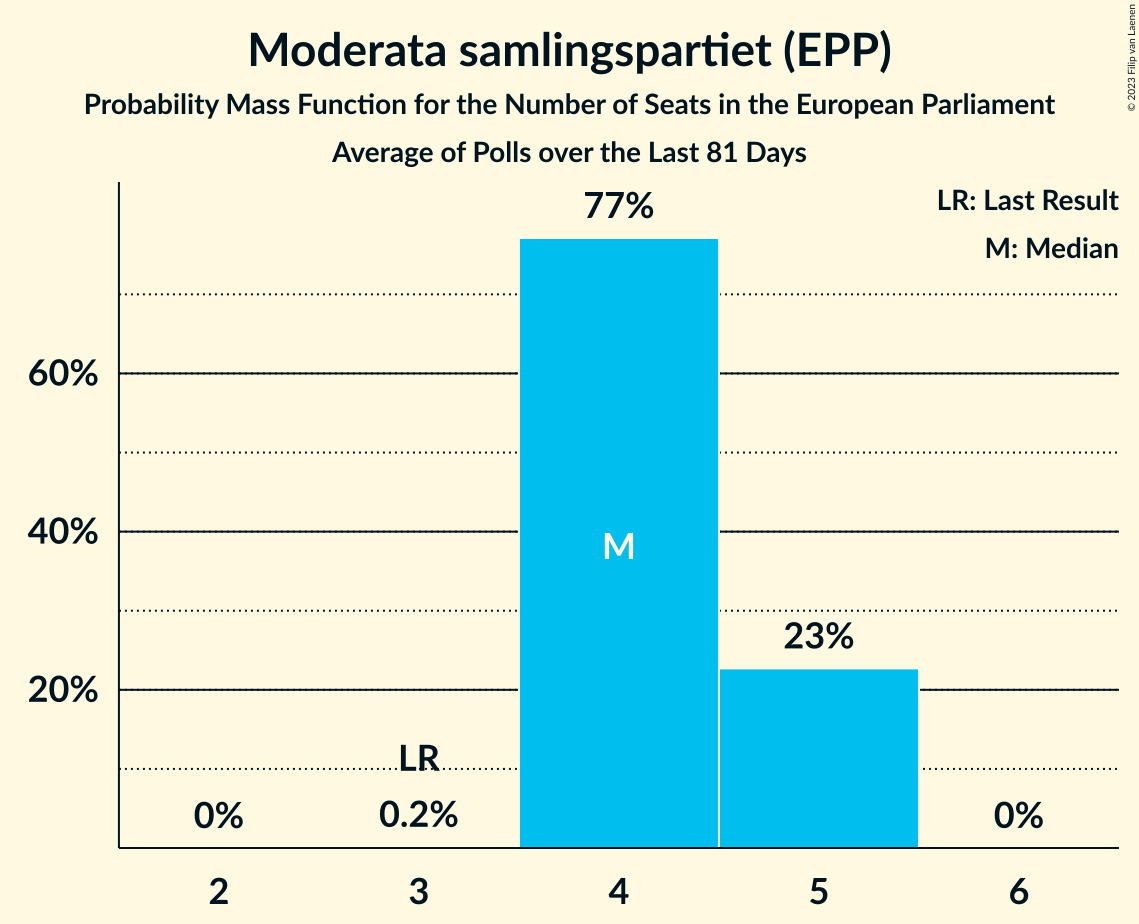 Moderata samlingspartiet (EPP)
Probability Mass Function for the Number of Seats in the European Parliament
Average of Polls over the Last 81 Days
© 2023 Filip van Laenen
LR: Last Result
M: Median
77%
60%
40%
20%
M
23%
LR
0%
0.2%
0%
2
3
4
5
6